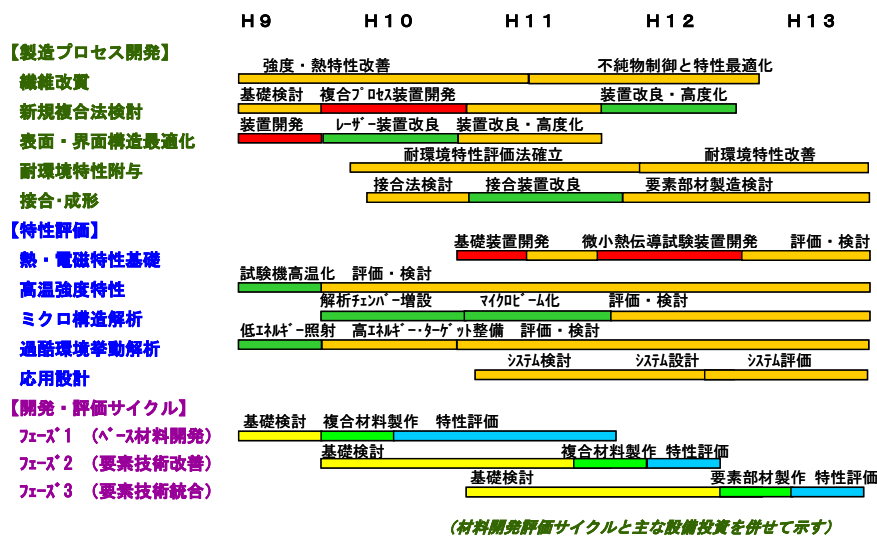 H9 H10 H11 H12 H13
【製造プロセス開発】
強度・熱特性改善 不純物制御と特性最適化
繊維改質
基礎検討 複合ﾌﾟﾛｾｽ装置開発 装置改良・高度化
新規複合法検討
装置開発 ﾚｰｻﾞｰ装置改良 装置改良・高度化
表面・界面構造最適化
耐環境特性評価法確立 耐環境特性改善
耐環境特性附与
接合法検討 接合装置改良 要素部材製造検討
接合・成形
【特性評価】
基礎装置開発 微小熱伝導試験装置開発 評価・検討
熱・電磁特性基礎
試験機高温化 評価・検討
高温強度特性
解析ﾁｪﾝﾊﾞｰ増設 ﾏｲｸﾛﾋﾞｰﾑ化 評価・検討
ミクロ構造解析
低ｴﾈﾙｷﾞｰ照射 高ｴﾈﾙｷﾞｰ・ﾀｰｹﾞｯﾄ整備 評価・検討
過酷環境挙動解析
ｼｽﾃﾑ検討 ｼｽﾃﾑ設計 ｼｽﾃﾑ評価
応用設計
【開発・評価サイクル】
基礎検討 複合材料製作 特性評価
ﾌｪｰｽﾞ1 （ﾍﾞｰｽ材料開発）
基礎検討 複合材料製作 特性評価
ﾌｪｰｽﾞ2 （要素技術改善）
基礎検討 要素部材製作 特性評価
ﾌｪｰｽﾞ3 （要素技術統合）
（材料開発評価サイクルと主な設備投資を併せて示す）